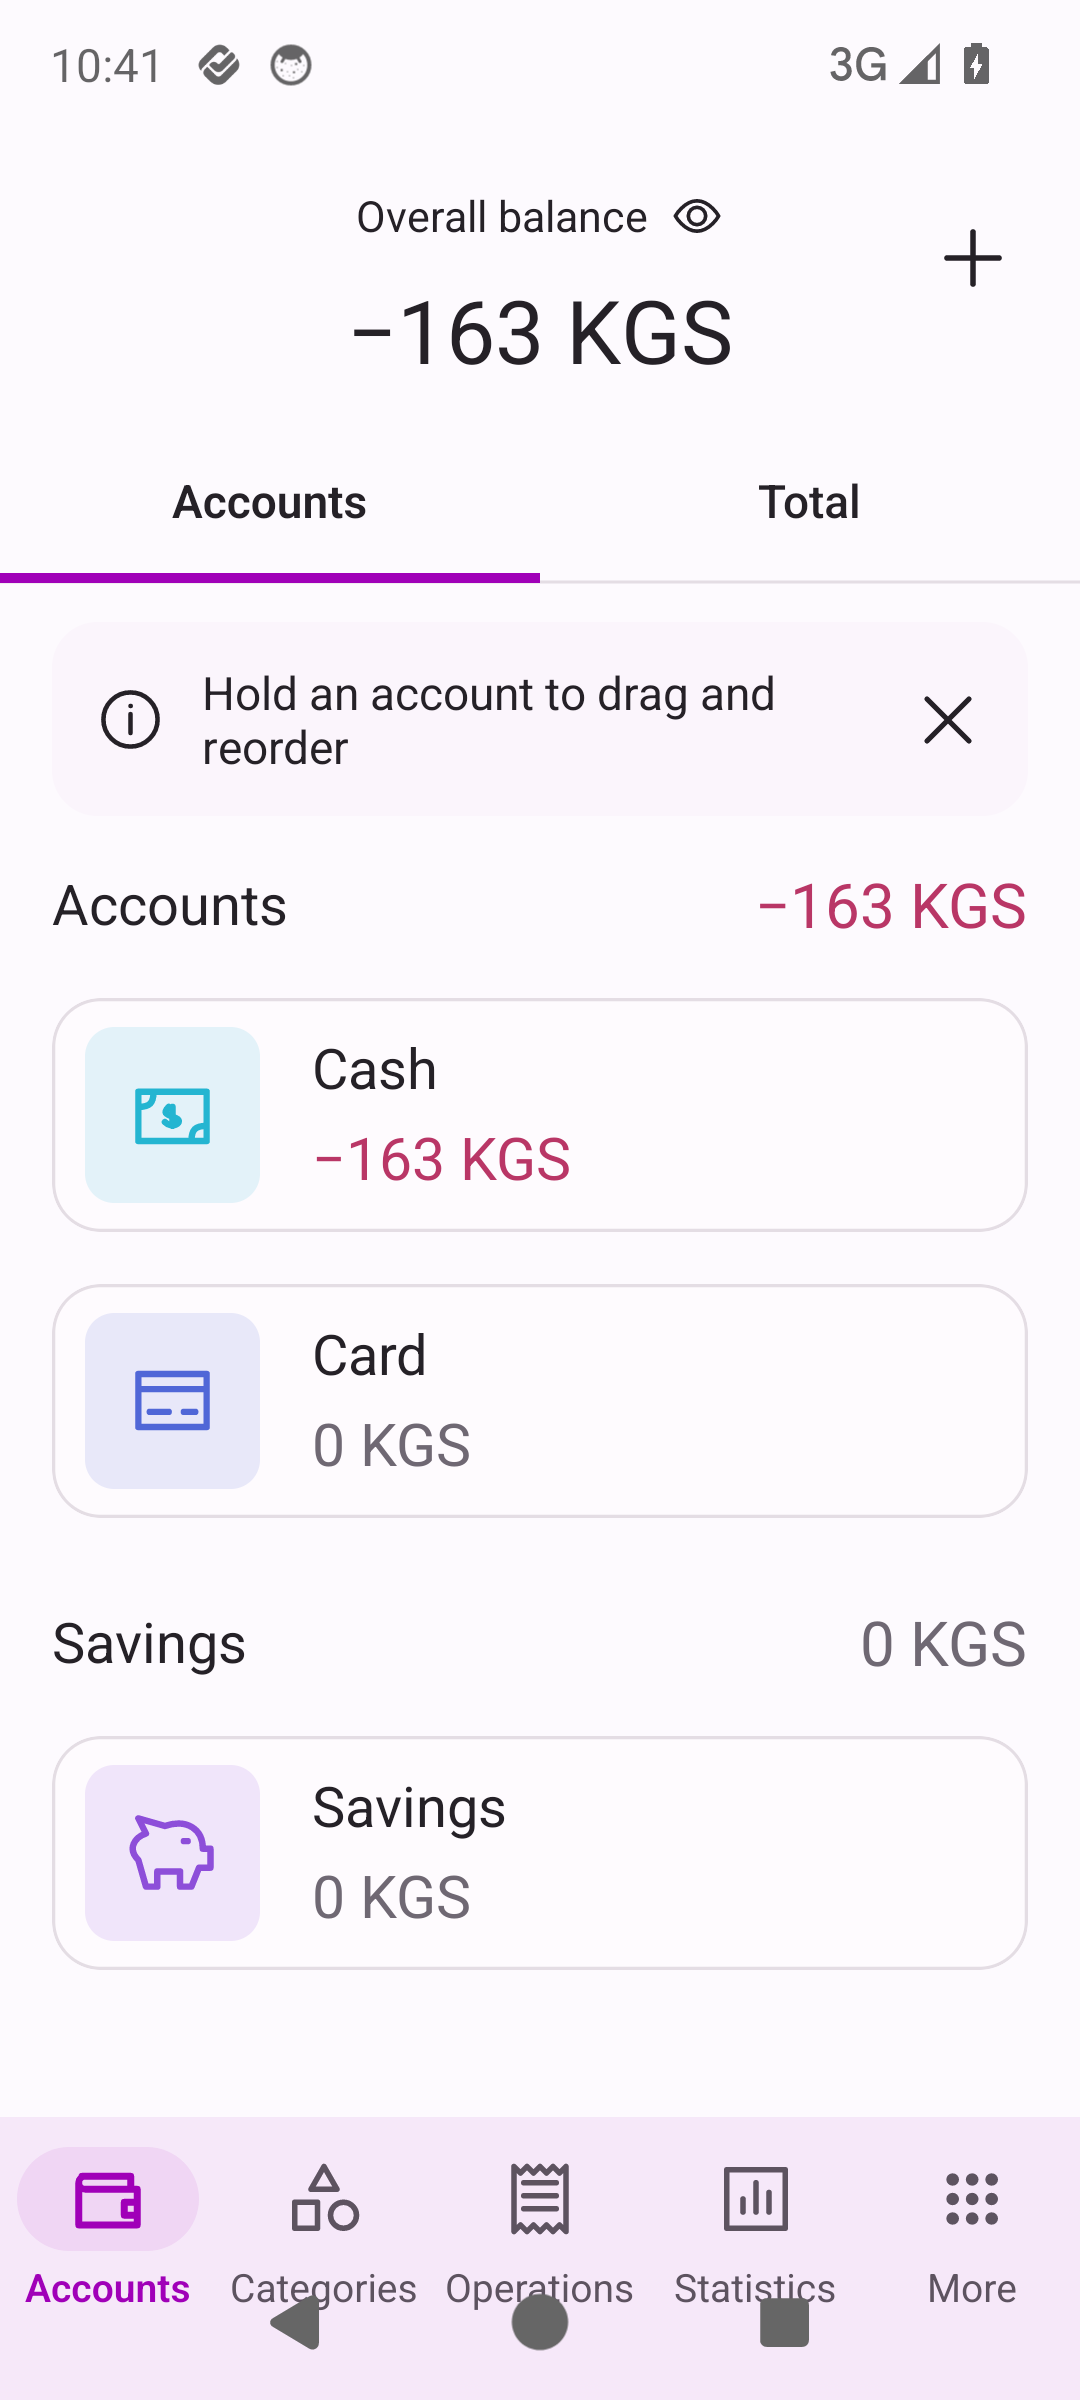 10:41
3G
Overall balance
−163 KGS
Accounts
Total
Hold an account to drag and
reorder
Accounts
−163 KGS
Cash
−163 KGS
Card
0 KGS
Savings
0 KGS
Savings
0 KGS
Accounts
Categories
Operations
Statistics
More